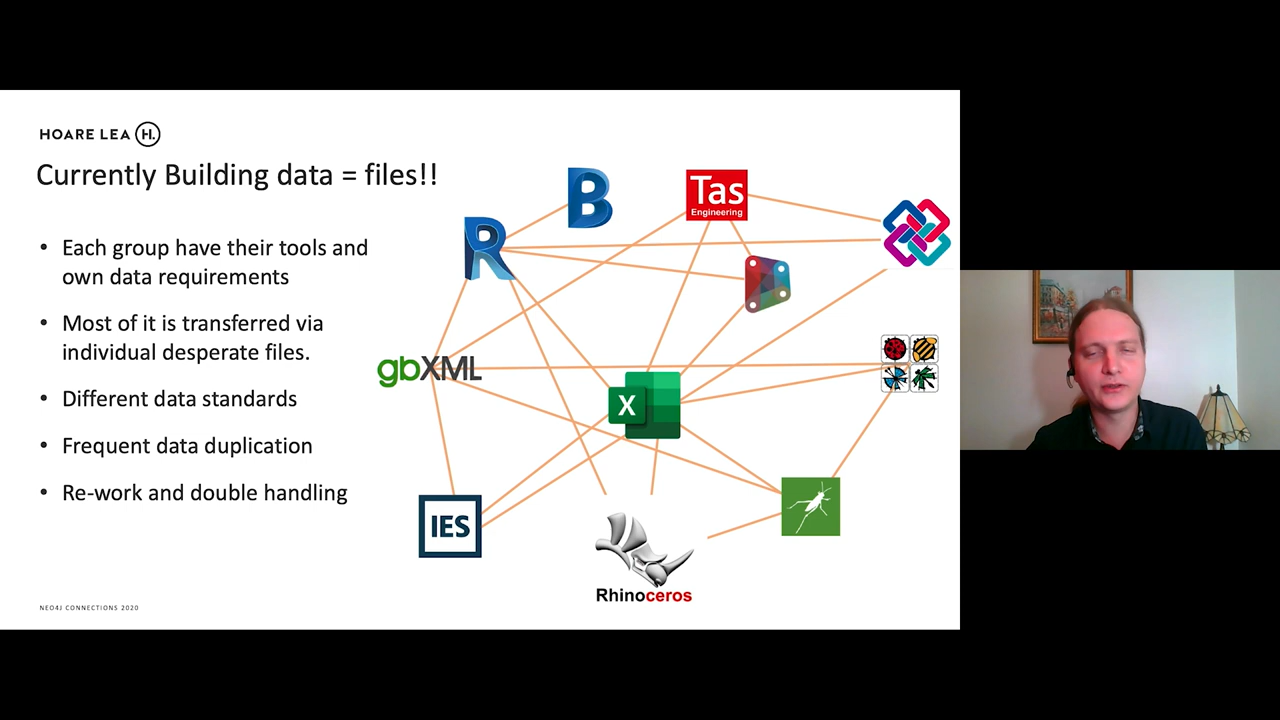 HOARE LEA H.
Currently Building data = files!!
• Each group have their tools and
own data requirements
• Most of it is transferred via
individual desperate files.
• Different data standards
• Frequent data duplication
• Re-work and double handling
B
Tas
Engineering
R
gbXML
X
IES
Rhinoceros
NEO4J CONNECTIONS 2020